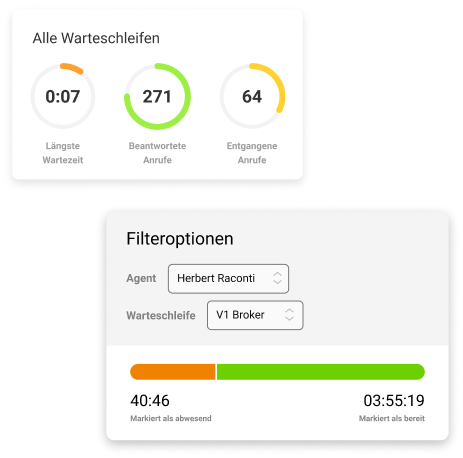 Alle Warteschleifen
0:07 271 64
Längste Beantwortete Entgangene
Wartezeit Anrufe Anrufe
Filteroptionen
Agent Herbert Raconti
Warteschleife V1 Broker
40:46 03:55:19
Markiert als abwesend Markiert als bereit